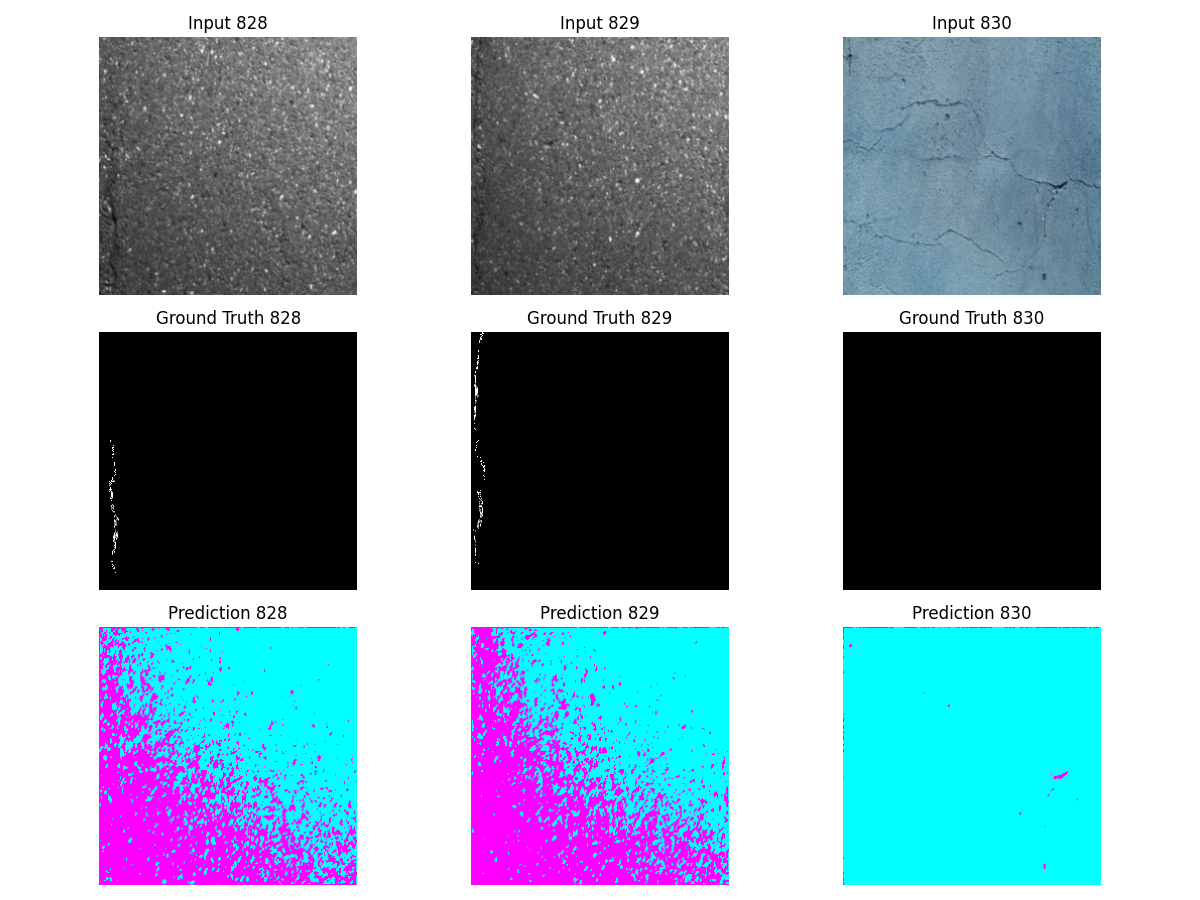 Input 828
Input 829
Input 830
Ground Truth 828
Ground Truth 829
Ground Truth 830
Prediction 828
Prediction 829
Prediction 830